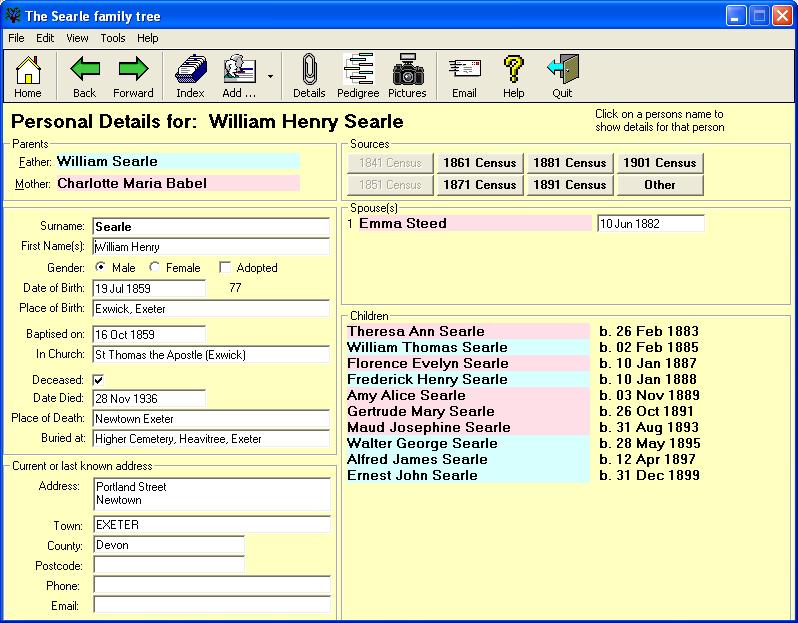 The Searle family tree
File Edit View Tools Help
Home Back Forward Index Add ... Details Pedigree Pictures Email Help Quit
Personal Details for: William Henry Searle
Click on a persons name to
show details for that person
Parents
Father: William Searle
Mother: Charlotte Maria Babel
Sources
1841 Census 1861 Census 1881 Census 1901 Census
1851 Census 1871 Census 1891 Census Other
Surname: Searle
First Name(s): William Henry
Gender: Male Female Adopted
Date of Birth: 19 Jul 1859 77
Place of Birth: Exwick, Exeter
Baptised on: 16 Oct 1859
In Church: St Thomas the Apostle (Exwick)
Deceased:
Date Died: 28 Nov 1936
Place of Death: Newtown Exeter
Buried at: Higher Cemetery, Heavitree, Exeter
Current or last known address
Address: Portland Street
Newtown
Town: EXETER
County: Devon
Postcode:
Phone:
Email:
Spouse(s)
1 Emma Steed 10 Jun 1882
Children
Theresa Ann Searle b. 26 Feb 1883
William Thomas Searle b. 02 Feb 1885
Florence Evelyn Searle b. 10 Jan 1887
Frederick Henry Searle b. 10 Jan 1888
Amy Alice Searle b. 03 Nov 1889
Gertrude Mary Searle b. 26 Oct 1891
Maud Josephine Searle b. 31 Aug 1893
Walter George Searle b. 28 May 1895
Alfred James Searle b. 12 Apr 1897
Ernest John Searle b. 31 Dec 1899